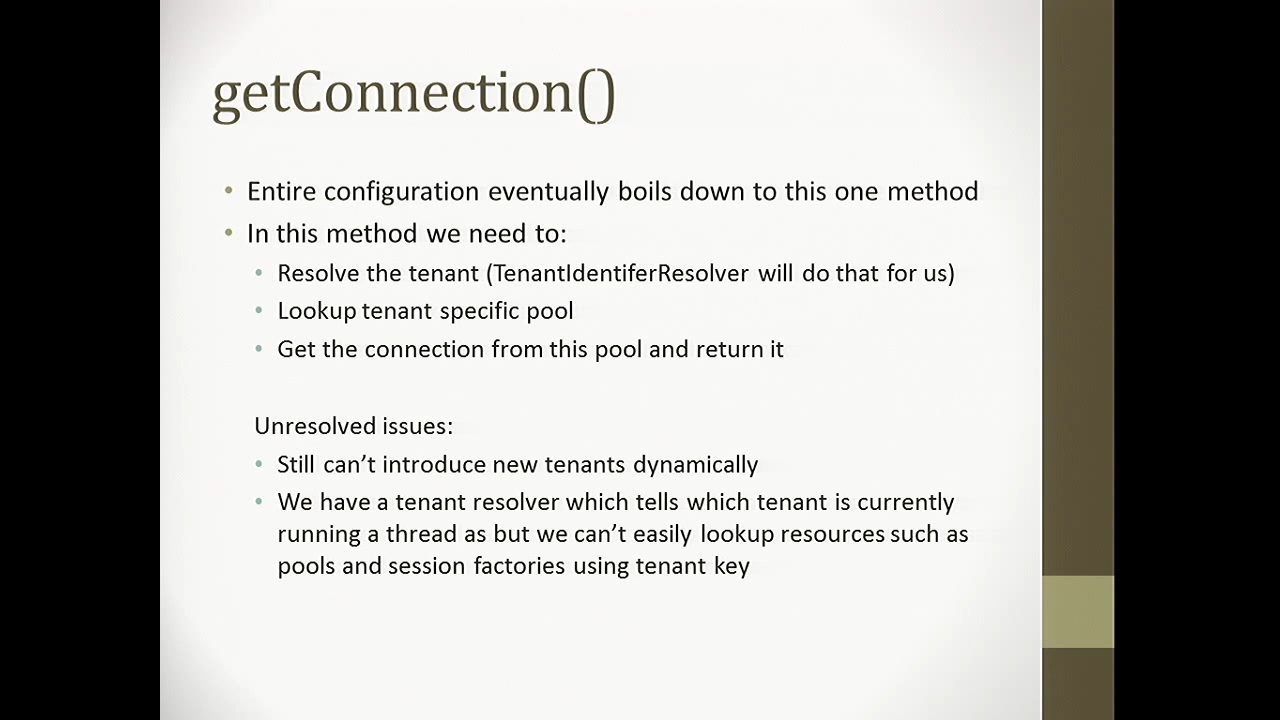 getConnection()
• Entire configuration eventually boils down to this one method
• In this method we need to:
• Resolve the tenant (TenantIdentiferResolver will do that for us)
• Lookup tenant specific pool
• Get the connection from this pool and return it
Unresolved issues:
• Still can’t introduce new tenants dynamically
• We have a tenant resolver which tells which tenant is currently
running a thread as but we can’t easily lookup resources such as
pools and session factories using tenant key